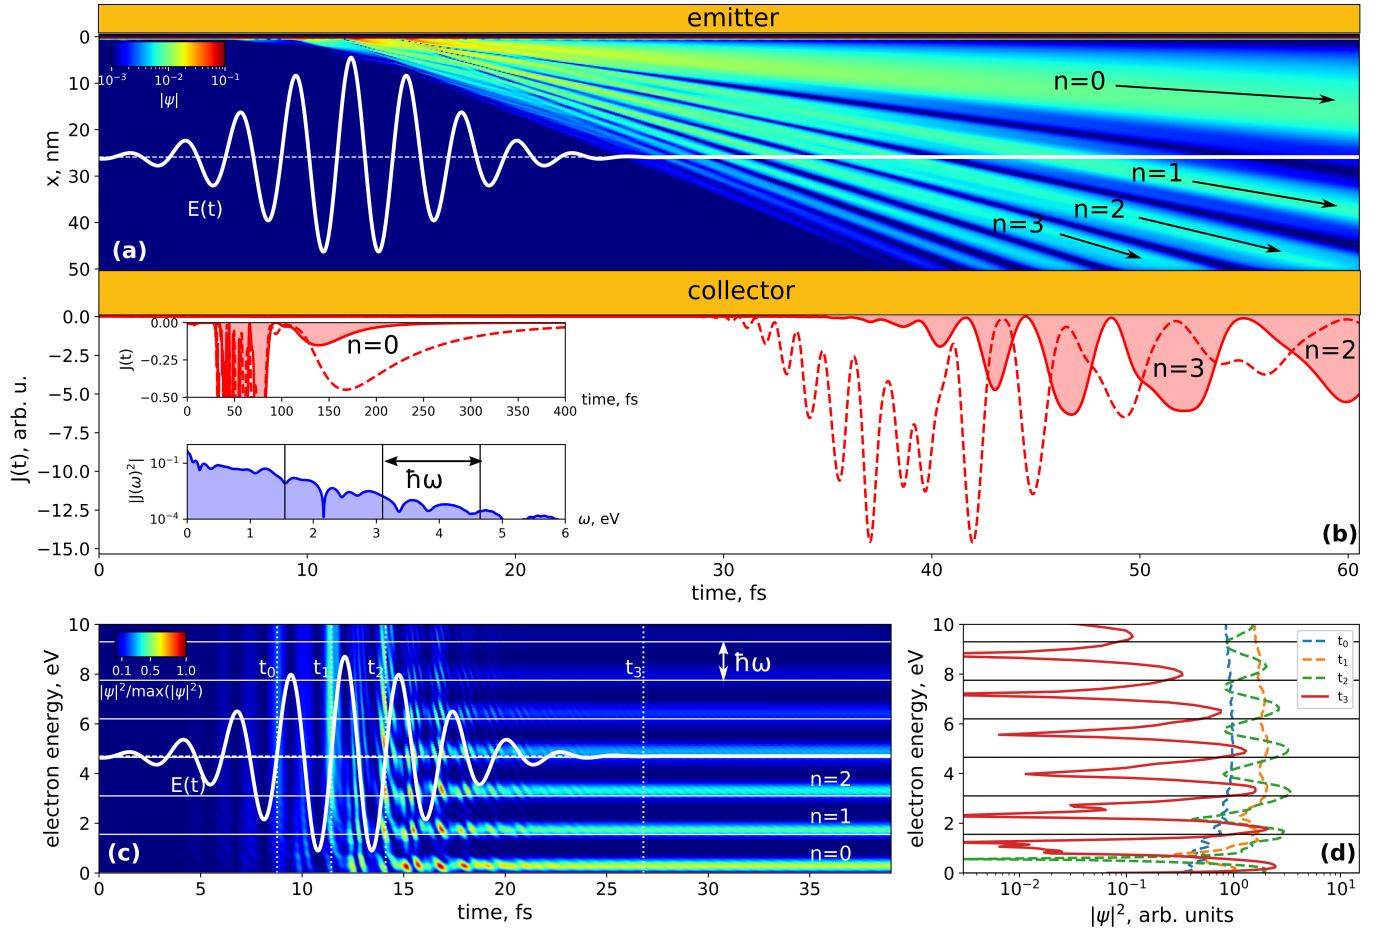 emitter
0
10
20
30
40
50
x, nm
10⁻³ 10⁻² 10⁻¹
|ψ|
E(t)
n=0
n=1
n=2
n=3
(a)
collector
0.0
−2.5
−5.0
−7.5
−10.0
−12.5
−15.0
J(t), arb. u.
0.00
−0.25
−0.50
J(t)
n=0
0 50 100 150 200 250 300 350 400
time, fs
10⁻¹
10⁻⁴
|J(ω)²|
ħω
0 1 2 3 4 5 6
ω, eV
n=3
n=2
(b)
0 10 20 30 40 50 60
time, fs
10
8
6
4
2
0
electron energy, eV
0.1 0.5 1.0
|ψ|²/max(|ψ|²)
t₀ t₁ t₂ t₃
ħω
E(t)
n=2
n=1
n=0
(c)
0 5 10 15 20 25 30 35
time, fs
10
8
6
4
2
0
electron energy, eV
t₀
t₁
t₂
t₃
(d)
10⁻² 10⁻¹ 10⁰ 10¹
|ψ|², arb. units